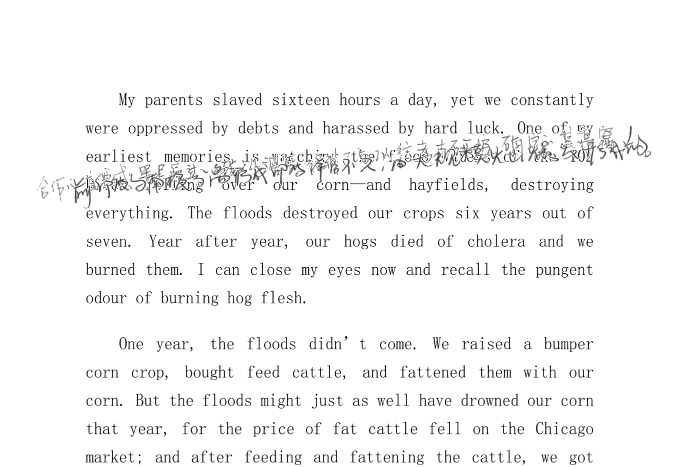 My parents slaved sixteen hours a day, yet we constantly
were oppressed by debts and harassed by hard luck. One of my
earliest memories is
over our corn—and hayfields, destroying
everything. The floods destroyed our crops six years out of
seven. Year after year, our hogs died of cholera and we
burned them. I can close my eyes now and recall the pungent
odour of burning hog flesh.
One year, the floods didn't come. We raised a bumper
corn crop, bought feed cattle, and fattened them with our
corn. But the floods might just as well have drowned our corn
that year, for the price of fat cattle fell on the Chicago
market; and after feeding and fattening the cattle, we got